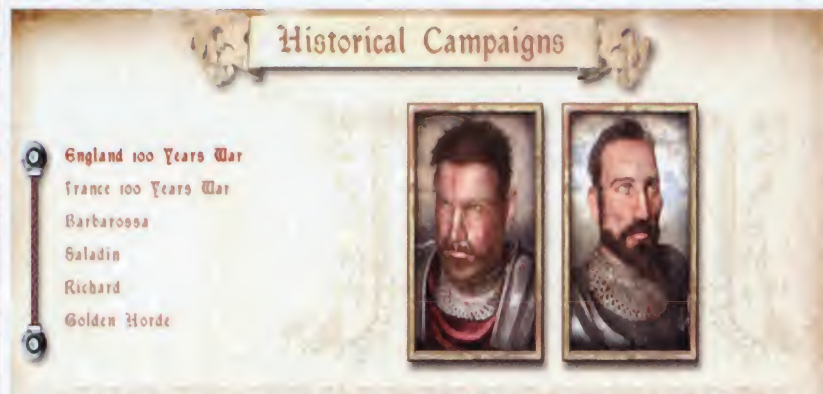 Historical Campaigns
England 100 Years War
France 100 Years War
Barbarossa
Saladin
Richard
Golden Horde